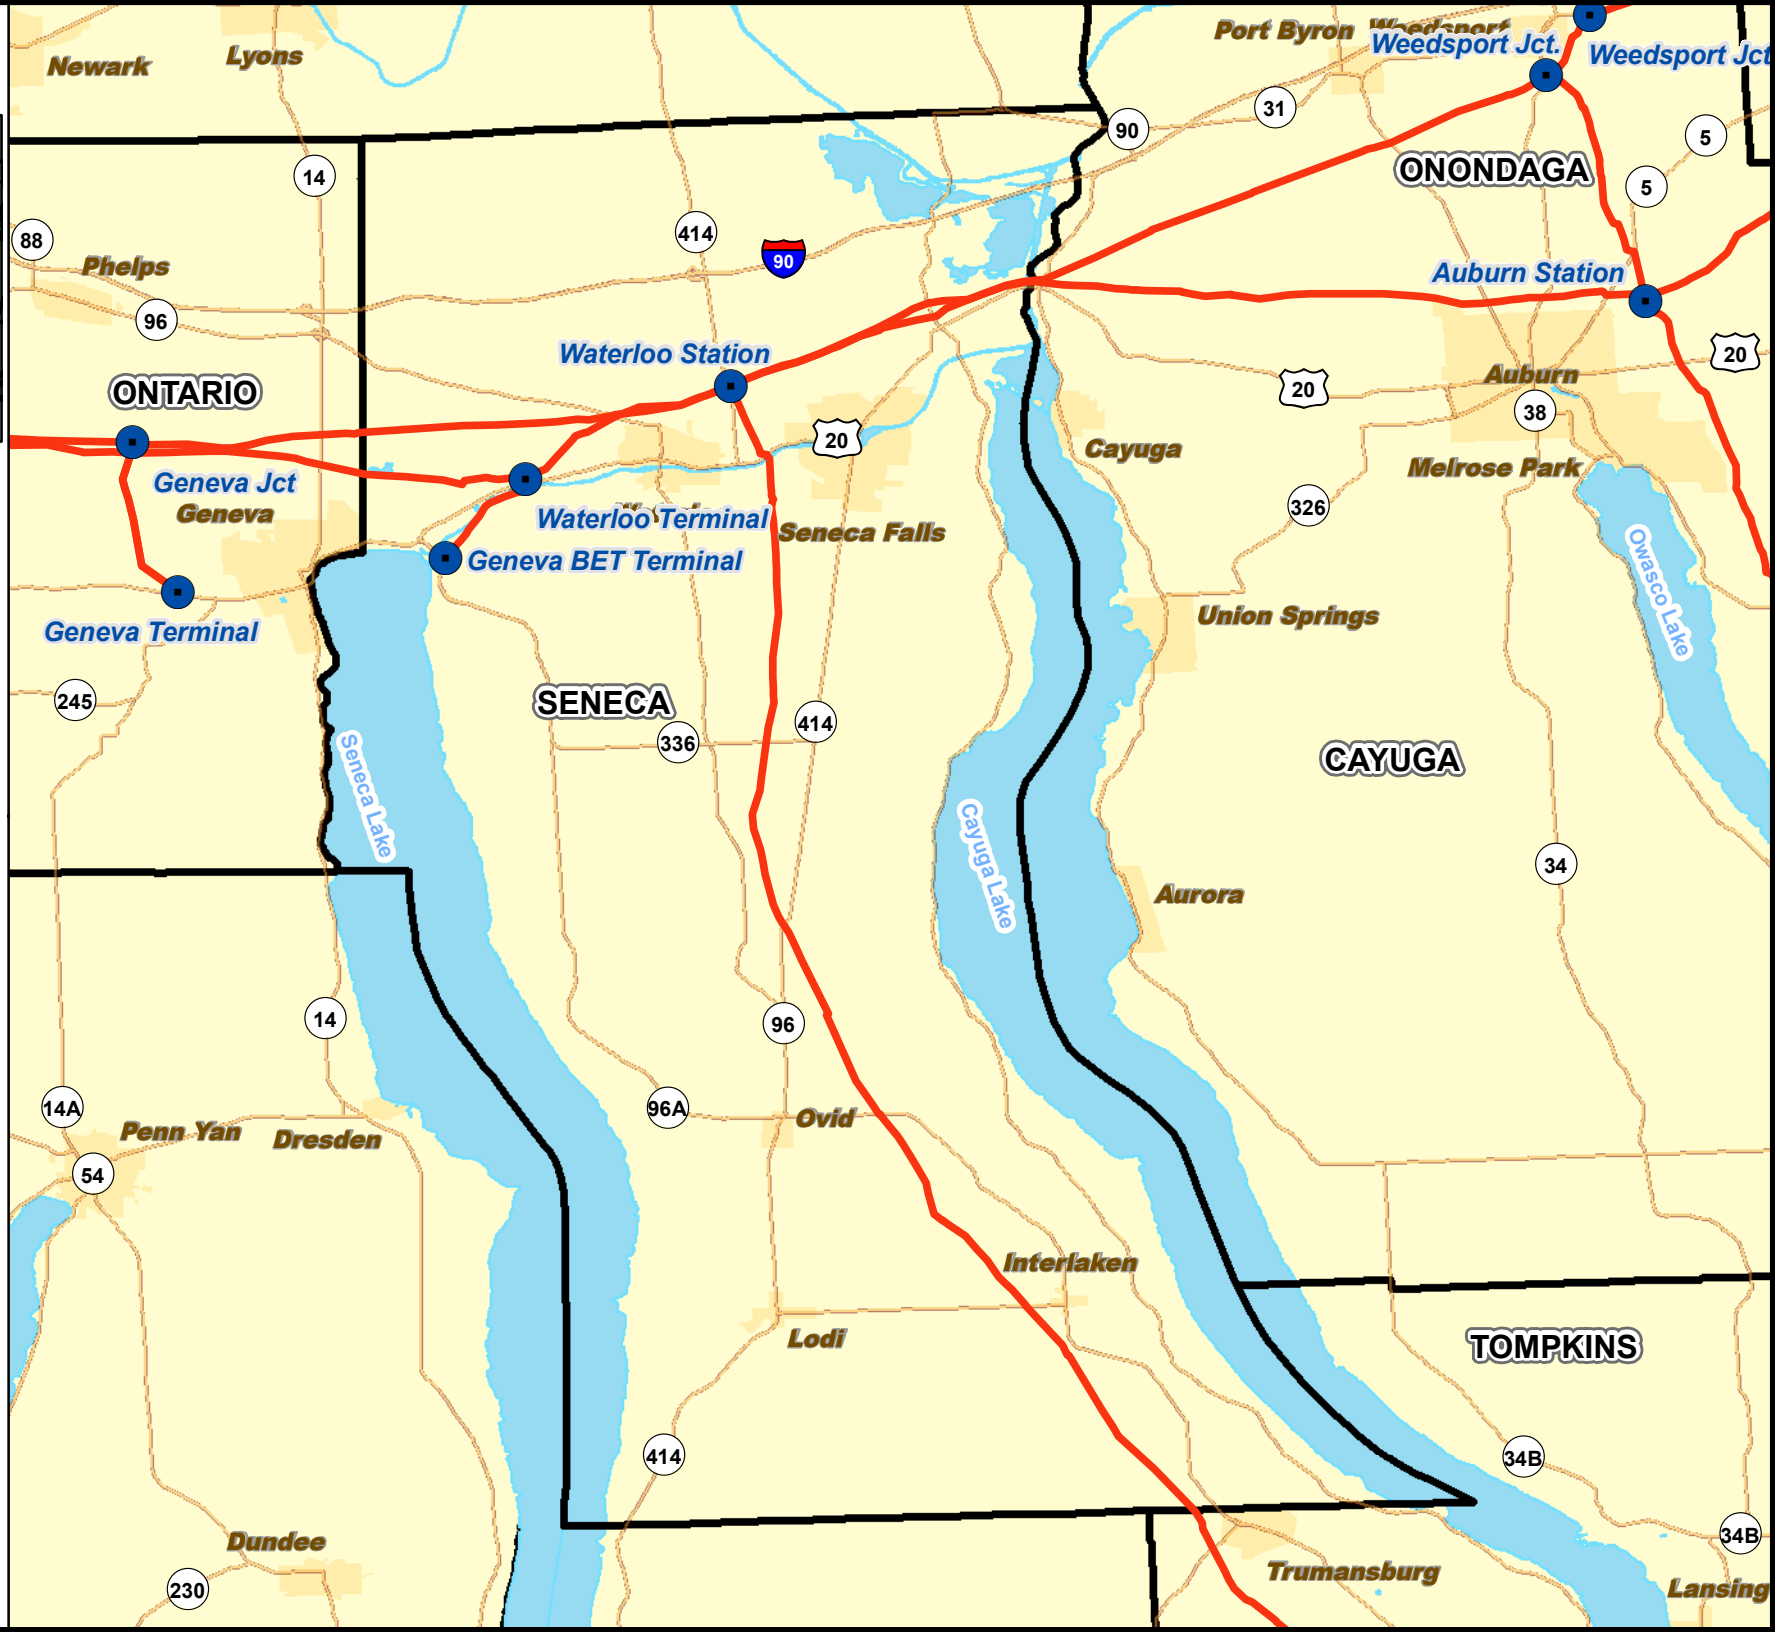 Port Byron
Weedsport
Weedsport Jct.
Weedsport Jct
Newark
Lyons
31
90
5
14
ONONDAGA
5
414
88
90
Phelps
Auburn Station
96
Waterloo Station
20
ONTARIO
20
Auburn
38
20
Geneva Jct
Cayuga
Melrose Park
Geneva
326
Waterloo Terminal
Seneca Falls
Geneva BET Terminal
Owasco Lake
Geneva Terminal
Union Springs
245
SENECA
336
414
Seneca Lake
CAYUGA
Cayuga Lake
34
Aurora
14
96
14A
96A
Ovid
Penn Yan
Dresden
54
Interlaken
Lodi
TOMPKINS
414
34B
34B
Dundee
Trumansburg
230
Lansing